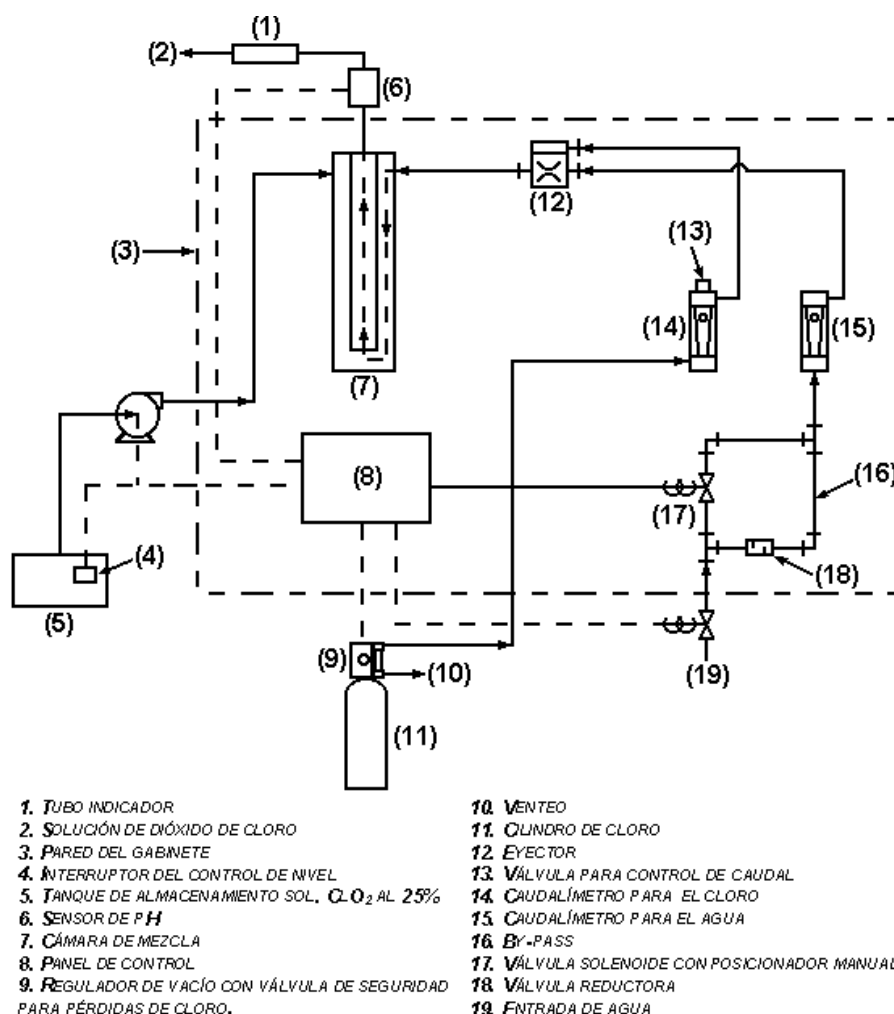 (1)
(2)
(6)
(12)
(13)
(3)
(14)
(15)
(7)
(8)
(16)
(17)
(4)
(18)
(5)
(9)
(10)
(19)
(11)
1. TUBO INDICADOR
2. SOLUCIÓN DE DIÓXIDO DE CLORO
3. PARED DEL GABINETE
4. INTERRUPTOR DEL CONTROL DE NIVEL
5. TANQUE DE ALMACENAMIENTO SOL. CLO₂ AL 25%
6. SENSOR DE PH
7. CÁMARA DE MEZCLA
8. PANEL DE CONTROL
9. REGULADOR DE VACÍO CON VÁLVULA DE SEGURIDAD
PARA PÉRDIDAS DE CLORO.
10. VENTEO
11. CILINDRO DE CLORO
12 EYECTOR
13. VÁLVULA PARA CONTROL DE CAUDAL
14. CAUDALÍMETRO PARA EL CLORO
15. CAUDALÍMETRO PARA EL AGUA
16. BY-PASS
17. VÁLVULA SOLENOIDE CON POSICIONADOR MANUAL
18. VÁLVULA REDUCTORA
19. ENTRADA DE AGUA